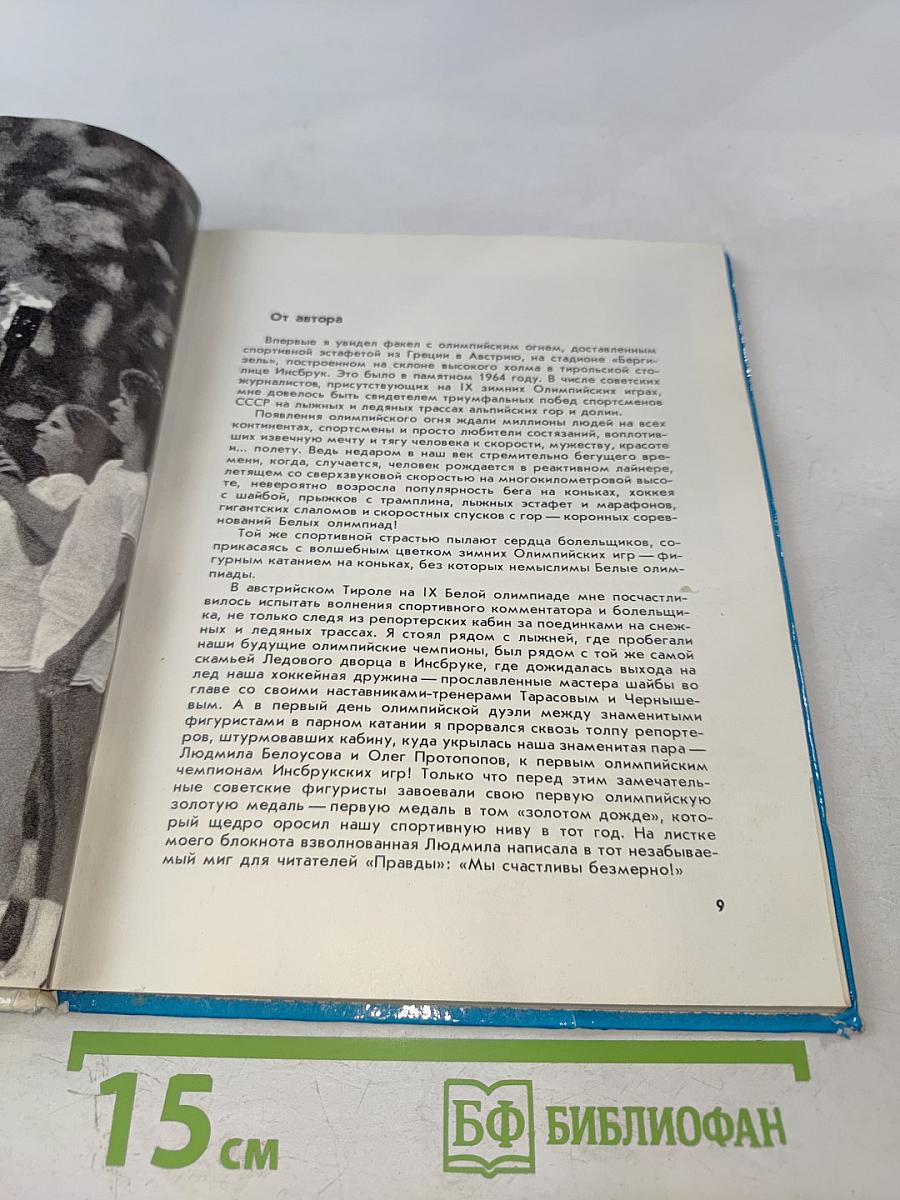 От автора
Впервые я увидел факел с олимпийским огнем, доставленным
спортивной эстафетой из Греции в Австрию, на стадионе «Берги-
зель», построенном на склоне высокого холма в тирольской сто-
лице Инсбрук. Это было в памятном 1964 году. В числе советских
журналистов, присутствующих на IX зимних Олимпийских играх,
мне довелось быть свидетелем триумфальных побед спортсменов
СССР на лыжных и ледяных трассах альпийских гор и долин.
Появления олимпийского огня ждали миллионы людей на всех
континентах, спортсмены и просто любители состязаний, воплотив-
ших извечную мечту и тягу человека к скорости, мужеству, красоте
и... полету. Ведь недаром в наш век стремительно бегущего вре-
мени, когда, случается, человек рождается в реактивном лайнере,
летящем со сверхзвуковой скоростью на многокилометровой высо-
те, невероятно возросла популярность бега на коньках, хоккея
с шайбой, прыжков с трамплина, лыжных эстафет и марафонов,
гигантских слаломов и скоростных спусков с гор — коронных сорев-
нований Белых олимпиад!
Той же спортивной страстью пылают сердца болельщиков, со-
прикасаясь с волшебным цветком зимних Олимпийских игр — фи-
гурным катанием на коньках, без которых немыслимы Белые олим-
пиады.
В австрийском Тироле на IX Белой олимпиаде мне посчастли-
вилось испытать волнения спортивного комментатора и болельщи-
ка, не только следя из репортерских кабин за поединками на снеж-
ных и ледяных трассах. Я стоял рядом с лыжней, где пробегали
наши будущие олимпийские чемпионы, был рядом с той же самой
скамьей Ледового дворца в Инсбруке, где дожидалась выхода на
лед наша хоккейная дружина — прославленные мастера шайбы во
главе со своими наставниками-тренерами Тарасовым и Черныше-
вым. А в первый день олимпийской дуэли между знаменитыми
фигуристами в парном катании я прорвался сквозь толпу репорте-
ров, штурмовавших кабину, куда укрылась наша знаменитая пара —
Людмила Белоусова и Олег Протопопов, к первым олимпийским
чемпионам Инсбрукских игр! Только что перед этим замечатель-
ные советские фигуристы завоевали свою первую олимпийскую
золотую медаль — первую медаль в том «золотом дожде», кото-
рый щедро оросил нашу спортивную ниву в тот год. На листке
моего блокнота взволнованная Людмила написала в тот незабывае-
мый миг для читателей «Правды»: «Мы счастливы безмерно!»
9
15 см
БФ БИБЛИОФАН